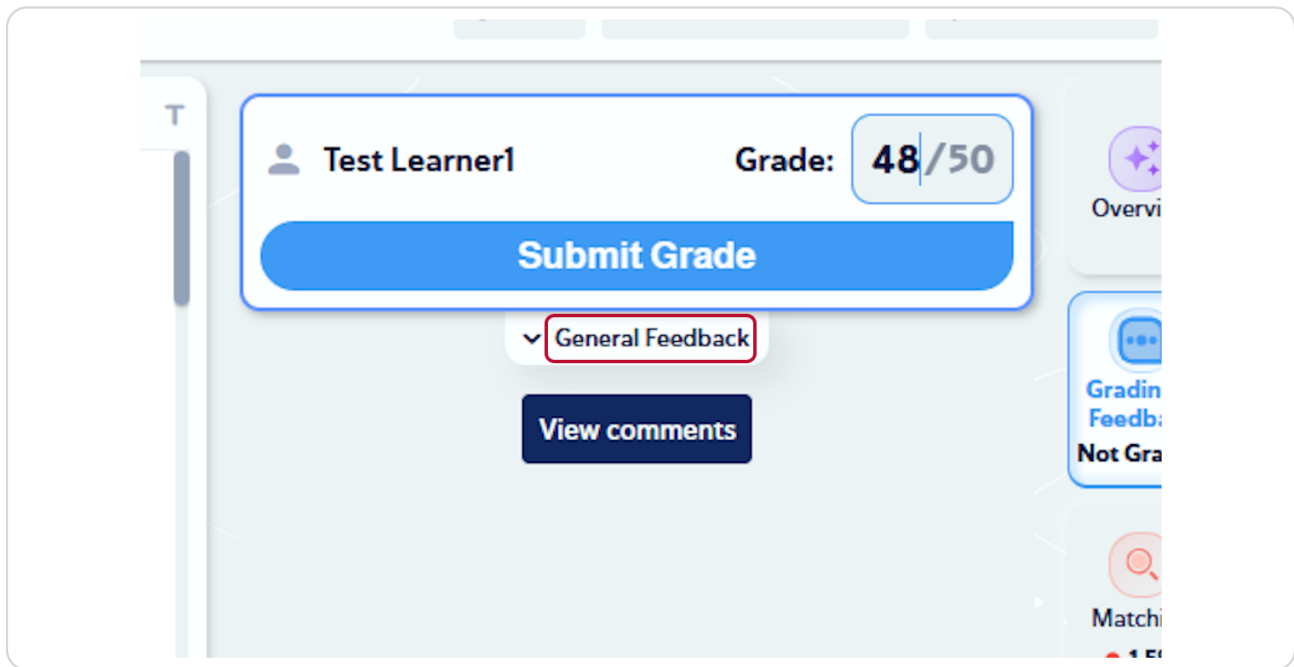 T
Test Learner1 Grade: 48/50
Submit Grade
General Feedback
View comments
Overvi
Gradin
Feedba
Not Gra
Matchi